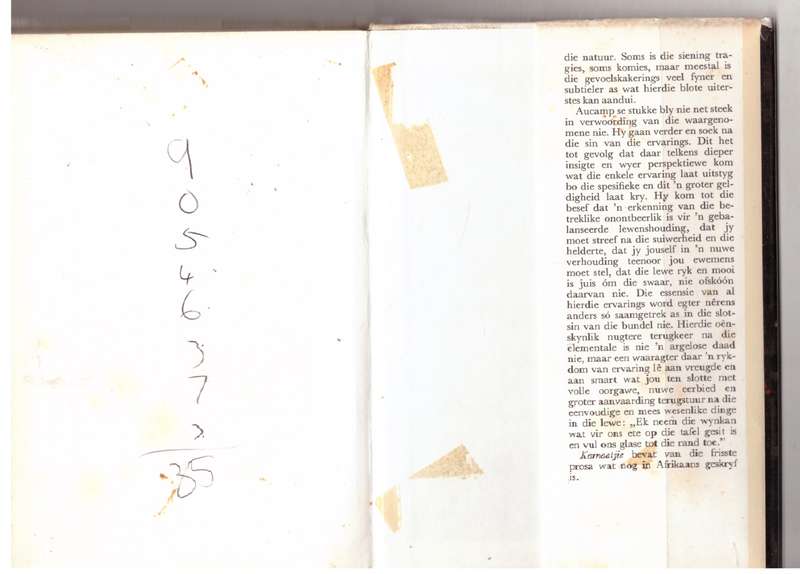 9
0
5
4
6
3
7
35
die natuur. Soms is die siening tra-
gies, soms komies, maar meestal is
die gevoelskakerings veel fyner en
subtieler as wat hierdie blote uiter-
stes kan aandui.
Aucamp se stukke bly nie net steek
in verwoording van die waargeno-
mene nie. Hy gaan verder en soek na
die sin van die ervarings. Dit het
tot gevolg dat daar telkens dieper
insigte en wyer perspektiewe kom
wat die enkele ervaring laat uitstyg
bo die spesifieke en dit 'n groter gel-
digheid laat kry. Hy kom tot die
besef dat 'n erkenning van die be-
treklike onontbeerlik is vir 'n geba-
lanseerde lewenshouding, dat jy
moet streef na die suiwerheid en die
helderte, dat jy jouself in 'n nuwe
verhouding teenoor jou ewemens
moet stel, dat die lewe ryk en mooi
is juis óm die swaar, nie ofskóón
daarvan nie. Die essensie van al
hierdie ervarings word egter nêrens
anders só saamgetrek as in die slot-
sin van die bundel nie. Hierdie oën-
skynlik nugtere terugkeer na die
elementale is nie 'n argelose daad
nie, maar een waaragter daar 'n ryk-
dom van ervaring lê aan vreugde en
aan smart wat jou ten slotte met
volle oorgawe, nuwe eerbied en
groter aanvaarding terugstuur na die
eenvoudige en mees wesenlike dinge
in die lewe: „Ek neem die wynkan
wat vir ons ete op die tafel gesit is
en vul ons glase tot die rand toe."
Karnaatjie bevat van die frisste
prosa wat nog in Afrikaans geskryf
is.